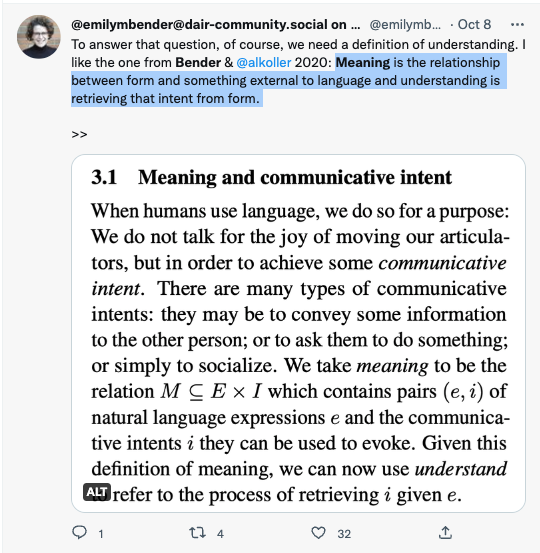 @emilymbender@dair-community.social on ... @emilymb... · Oct 8 ...
To answer that question, of course, we need a definition of understanding. I
like the one from Bender & @alkoller 2020: Meaning is the relationship
between form and something external to language and understanding is
retrieving that intent from form.
>>
3.1 Meaning and communicative intent
When humans use language, we do so for a purpose:
We do not talk for the joy of moving our articula-
tors, but in order to achieve some communicative
intent. There are many types of communicative
intents: they may be to convey some information
to the other person; or to ask them to do something;
or simply to socialize. We take meaning to be the
relation M ⊆ E × I which contains pairs (e, i) of
natural language expressions e and the communica-
tive intents i they can be used to evoke. Given this
definition of meaning, we can now use understand
ALT refer to the process of retrieving i given e.
1 4 32